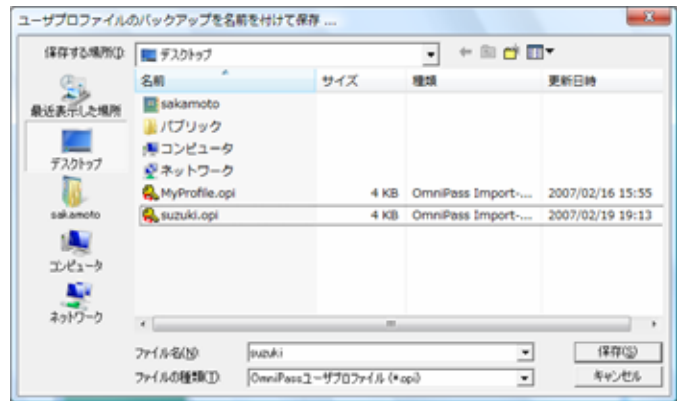 ユーザプロファイルのバックアップを名前を付けて保存 ...
保存する場所(I): デスクトップ
名前 サイズ 種類 更新日時
sakamoto
パブリック
コンピュータ
ネットワーク
MyProfile.opi 4 KB OmniPass Import-... 2007/02/16 15:55
suzuki.opi 4 KB OmniPass Import-... 2007/02/19 19:13
最近表示した場所
デスクトップ
sakamoto
コンピュータ
ネットワーク
ファイル名(N): suzuki 保存(S)
ファイルの種類(T): OmniPassユーザプロファイル (*.opi) キャンセル